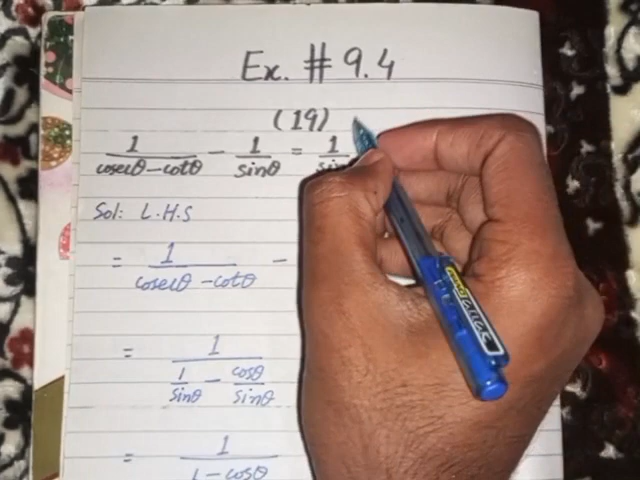 Ex. # 9.4
(19)
1/(cosecθ-cotθ) - 1/sinθ = 1/sinθ
Sol: L.H.S
= 1/(cosecθ-cotθ) -
= 1/(1/sinθ - cosθ/sinθ)
= 1/(1-cosθ